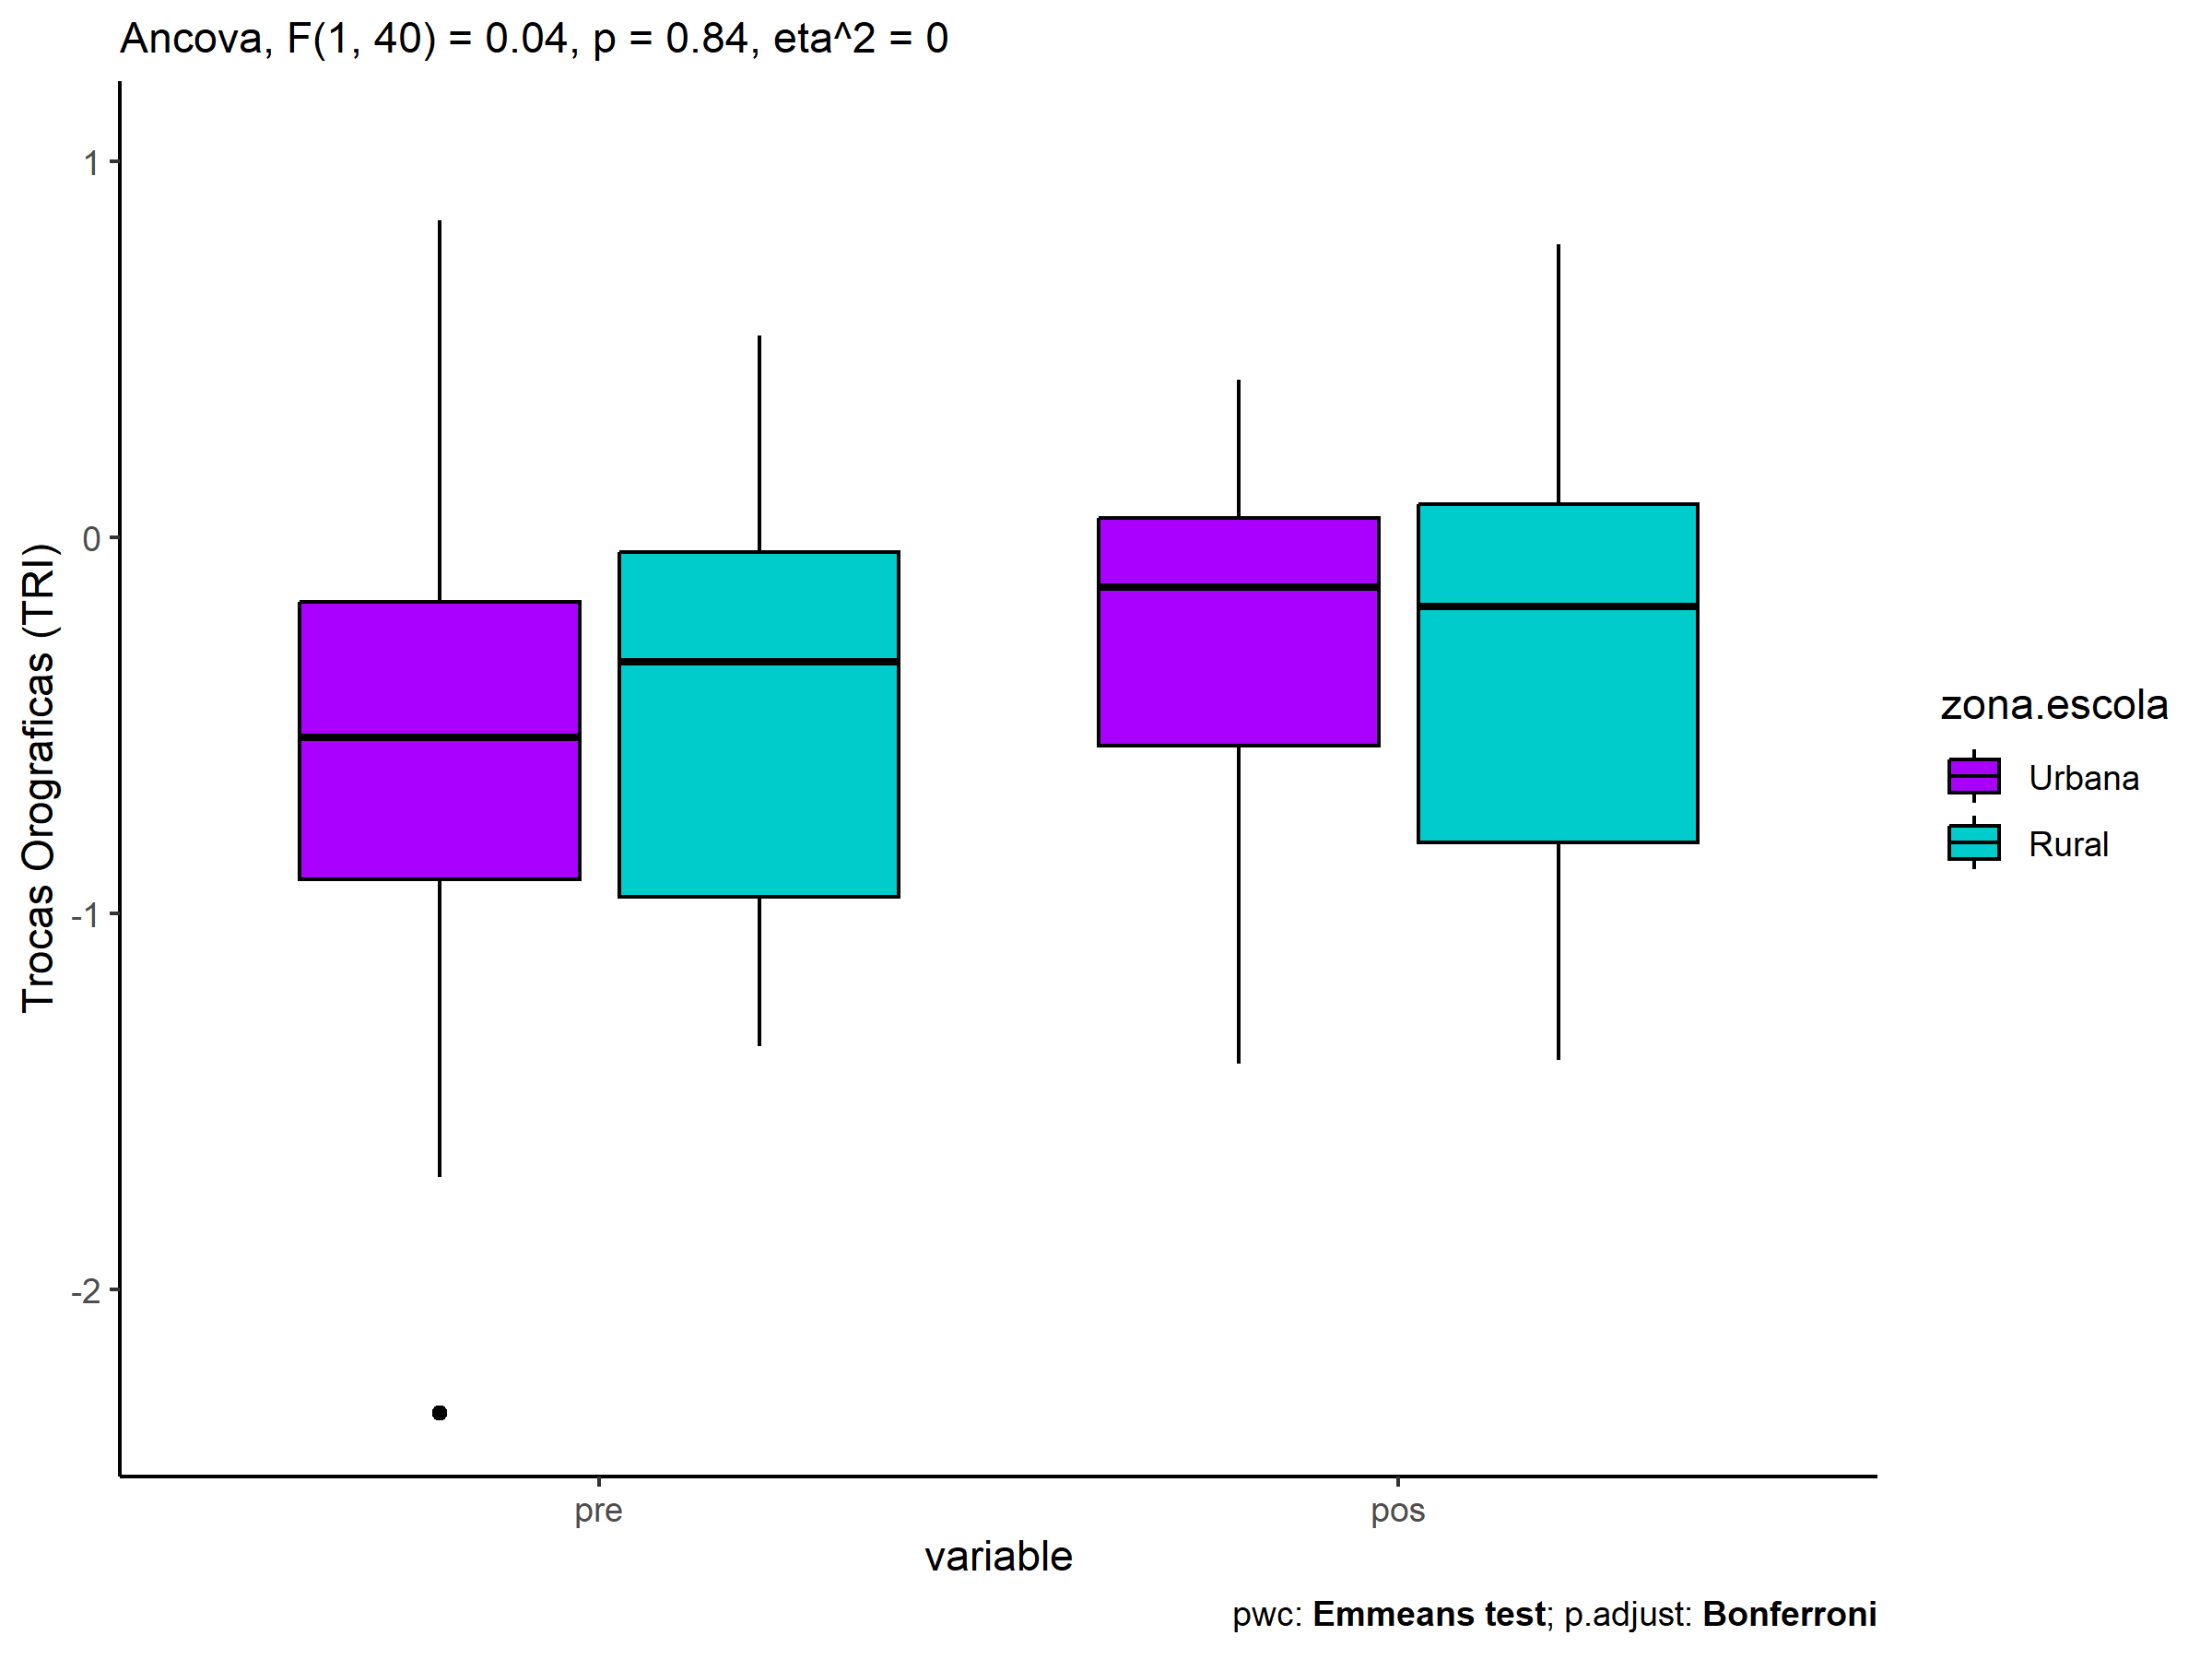 Ancova, F(1, 40) = 0.04, p = 0.84, eta^2 = 0
Trocas Orograficas (TRI)
1
0
-1
-2
pre
pos
variable
zona.escola
Urbana
Rural
pwc: Emmeans test; p.adjust: Bonferroni